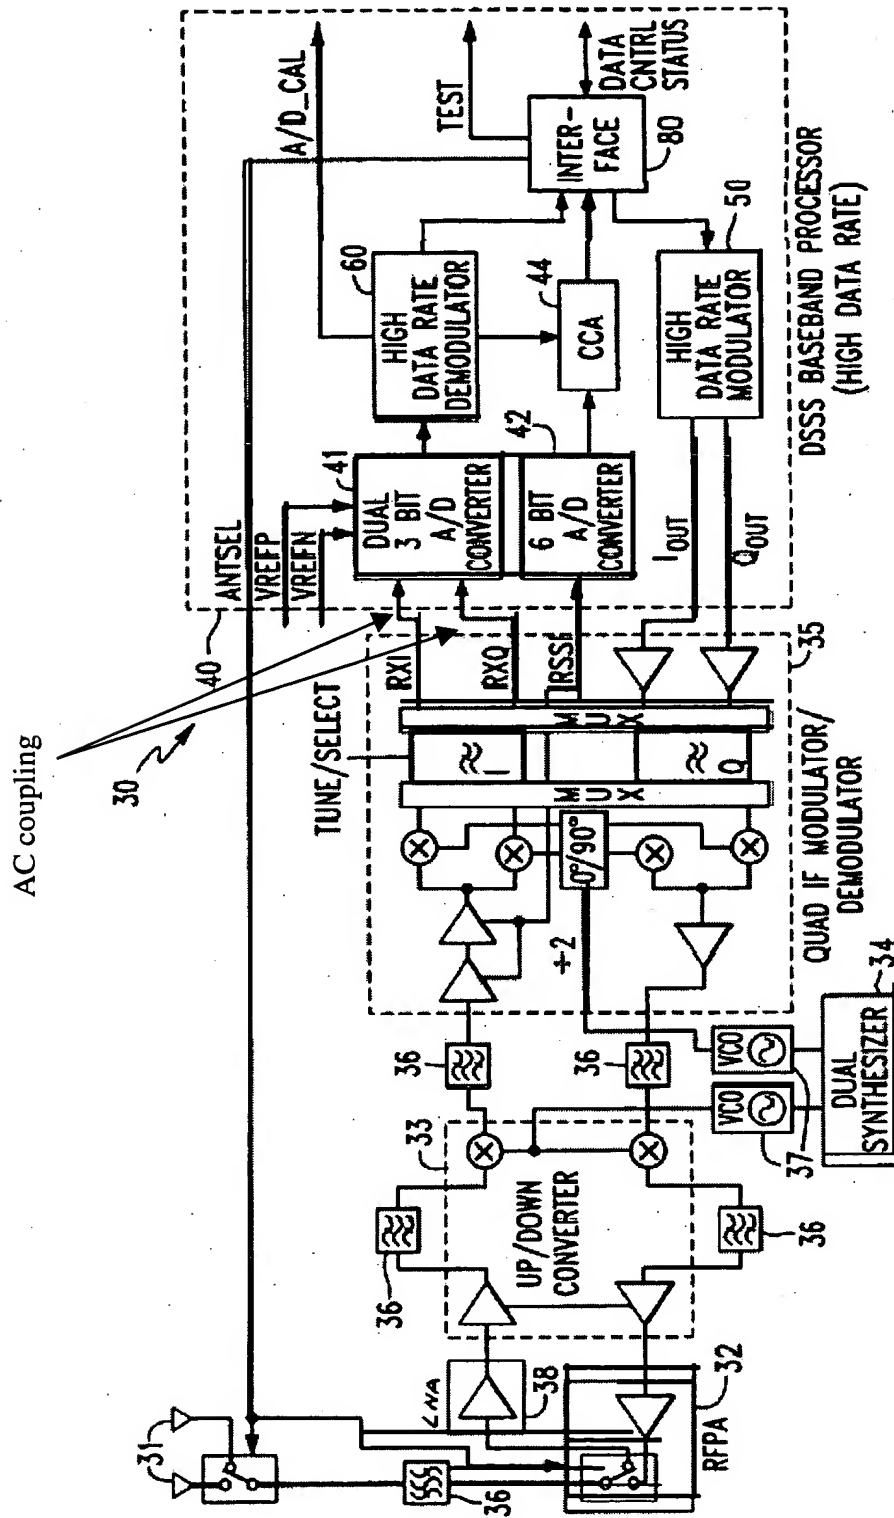 AC coupling
30
40
ANTSEL
VREFP
VREFN
A/D_CAL
TEST
DATA
CNTRL
STATUS
INTER-
FACE
80
60
HIGH
DATA RATE
DEMODULATOR
44
CCA
50
HIGH
DATA RATE
MODULATOR
41
DUAL
3 BIT
A/D
CONVERTER
42
6 BIT
A/D
CONVERTER
DSSS BASEBAND PROCESSOR
(HIGH DATA RATE)
RXI
RXQ
RSSI
IOUT
QOUT
35
TUNE/SELECT
MUX
I
Q
MUX
0°/90°
÷2
QUAD IF MODULATOR/
DEMODULATOR
36
36
33
UP/DOWN
CONVERTER
36
36
VCO
VCO
37
34
DUAL
SYNTHESIZER
31
36
LNA
38
32
RFPA